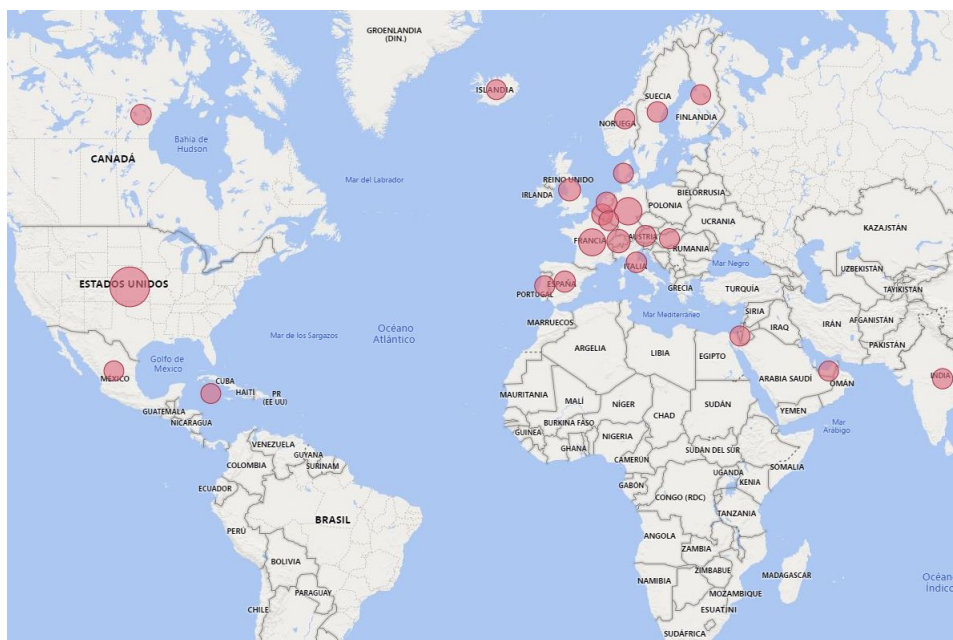 GROENLANDIA
(DIN.)
ISLANDIA
SUECIA
FINLANDIA
NORUEGA
Bahía de
Hudson
CANADÁ
Mar del Labrador
REINO UNIDO
IRLANDA
BIELORRUSIA
POLONIA
UCRANIA
KAZAJSTÁN
FRANCIA
AUSTRIA
RUMANIA
ITALIA
Mar Negro
UZBEKISTÁN
TAYIKISTÁN
ESTADOS UNIDOS
PORTUGAL
ESPAÑA
GRECIA
TURQUÍA
Mar Mediterráneo
SIRIA
AFGANISTÁN
IRÁN
IRAQ
PAKISTÁN
MARRUECOS
Mar de los Sargazos
Océano
Atlántico
ARGELIA
LIBIA
EGIPTO
Golfo de
México
MÉXICO
CUBA
HAITÍ
PR
(EE UU)
ARABIA SAUDÍ
OMÁN
INDIA
MAURITANIA
MALÍ
NÍGER
CHAD
SUDÁN
YEMEN
Mar
Arábigo
GUATEMALA
NICARAGUA
BURKINA FASO
GUINEA
GHANA
NIGERIA
VENEZUELA
GUYANA
SURINAM
COLOMBIA
CAMERÚN
SUDÁN DEL SUR
SOMALIA
UGANDA
KENIA
ECUADOR
GABÓN
CONGO (RDC)
TANZANIA
PERÚ
BRASIL
ANGOLA
ZAMBIA
BOLIVIA
ZIMBABUE
MADAGASCAR
NAMIBIA
MOZAMBIQUE
PARAGUAY
CHILE
ESUATINI
SUDÁFRICA
Océano
Índico